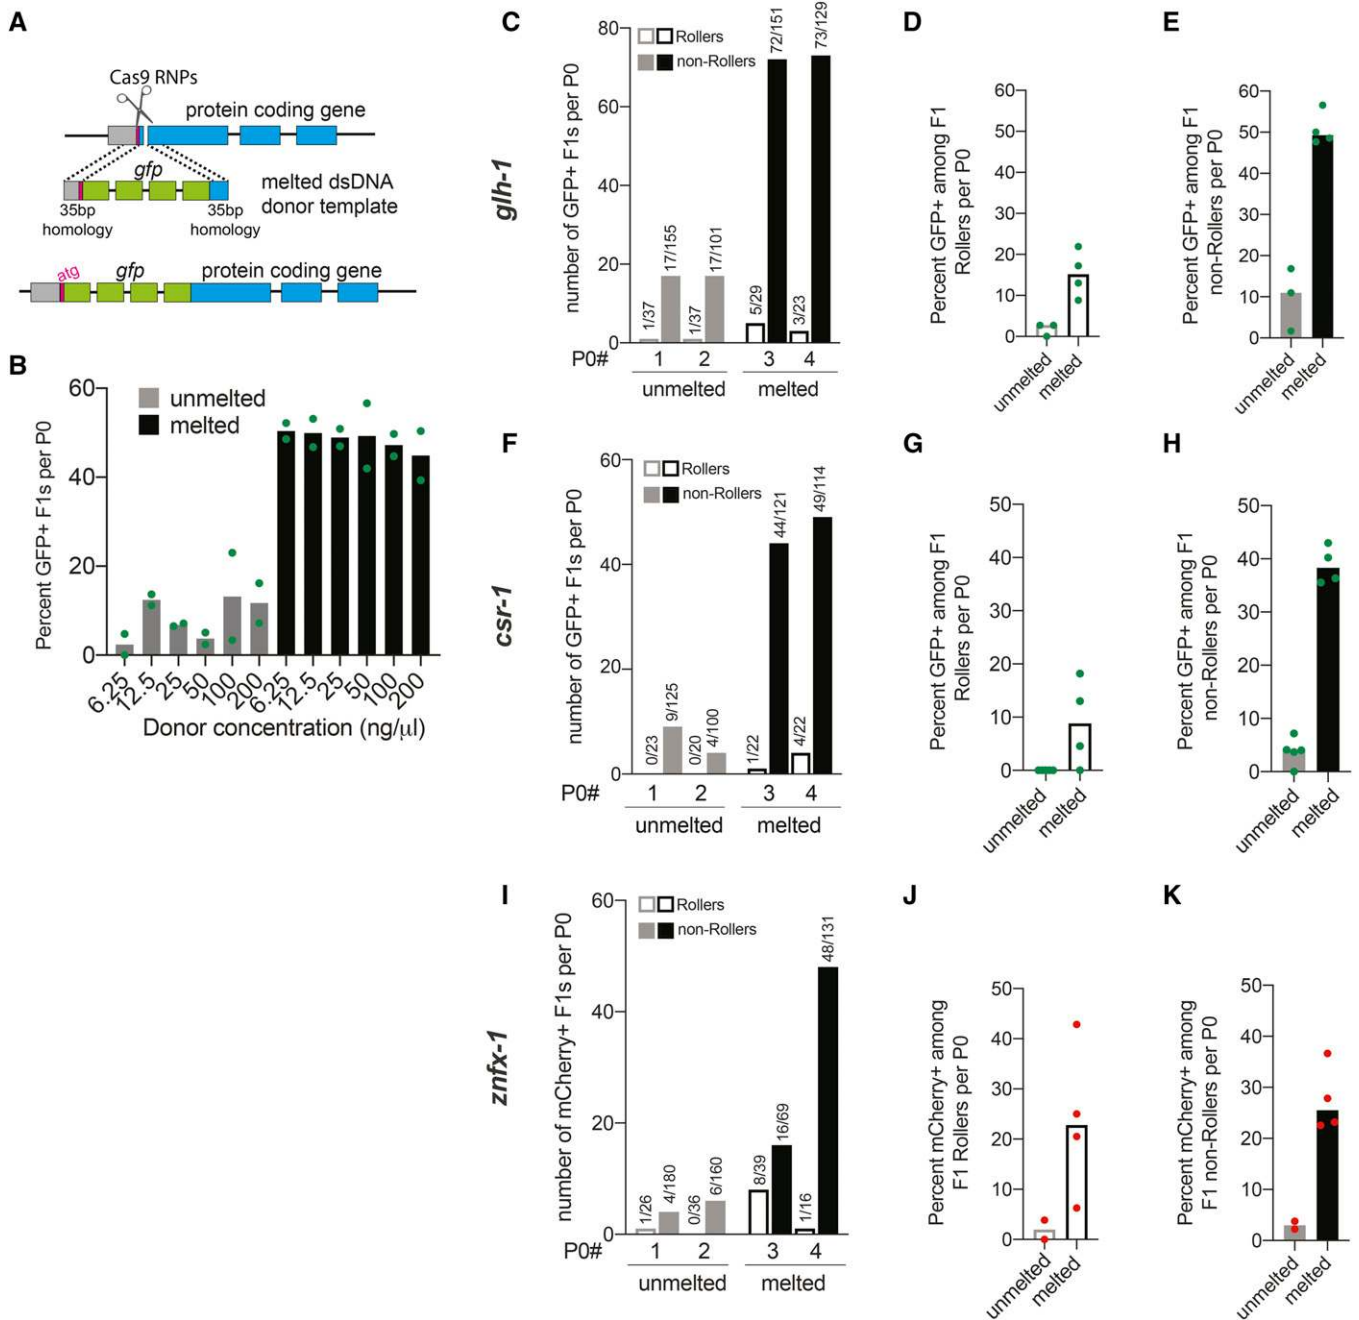 A
Cas9 RNPs
protein coding gene
gfp
melted dsDNA
donor template
35bp
homology
35bp
homology
atg
gfp
protein coding gene
B
Percent GFP+ F1s per P0
60
40
20
0
unmelted
melted
6.25
12.5
25
50
100
200
6.25
12.5
25
50
100
200
Donor concentration (ng/µl)
glh-1
C
number of GFP+ F1s per P0
80
60
40
20
0
Rollers
non-Rollers
1/37
17/155
1/37
17/101
5/29
72/151
3/23
73/129
P0#
1
2
3
4
unmelted
melted
D
Percent GFP+ among F1
Rollers per P0
60
50
40
30
20
10
0
unmelted
melted
E
Percent GFP+ among F1
non-Rollers per P0
60
50
40
30
20
10
0
unmelted
melted
csr-1
F
number of GFP+ F1s per P0
60
40
20
0
Rollers
non-Rollers
0/23
9/125
0/20
4/100
1/22
44/121
4/22
49/114
P0#
1
2
3
4
unmelted
melted
G
Percent GFP+ among F1
Rollers per P0
50
40
30
20
10
0
unmelted
melted
H
Percent GFP+ among F1
non-Rollers per P0
50
40
30
20
10
0
unmelted
melted
znfx-1
I
number of mCherry+ F1s per P0
60
40
20
0
Rollers
non-Rollers
1/26
4/180
0/36
6/160
8/39
16/69
1/16
48/131
P0#
1
2
3
4
unmelted
melted
J
Percent mCherry+ among
F1 Rollers per P0
50
40
30
20
10
0
unmelted
melted
K
Percent mCherry+ among
F1 non-Rollers per P0
50
40
30
20
10
0
unmelted
melted